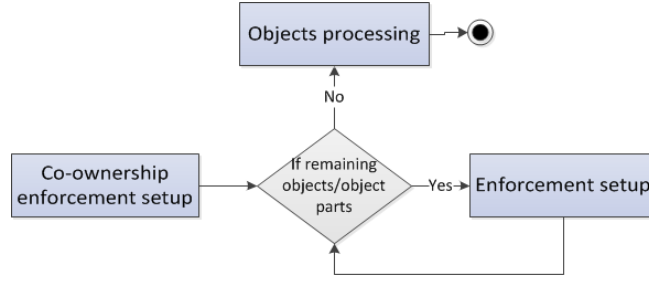 Objects processing
No
Co-ownership
enforcement setup
If remaining
objects/object
parts
Yes
Enforcement setup